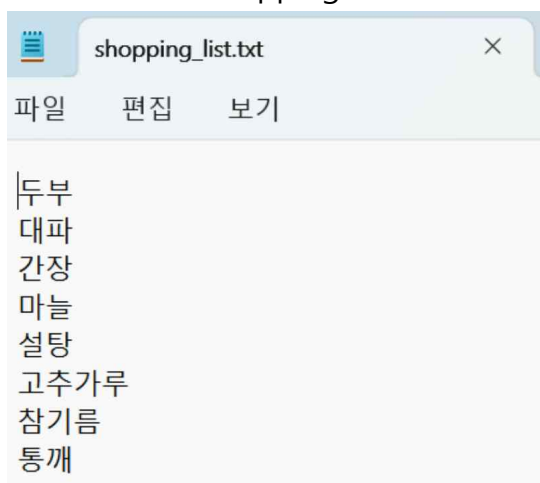 shopping_list.txt
파일 편집 보기
두부
대파
간장
마늘
설탕
고추가루
참기름
통깨